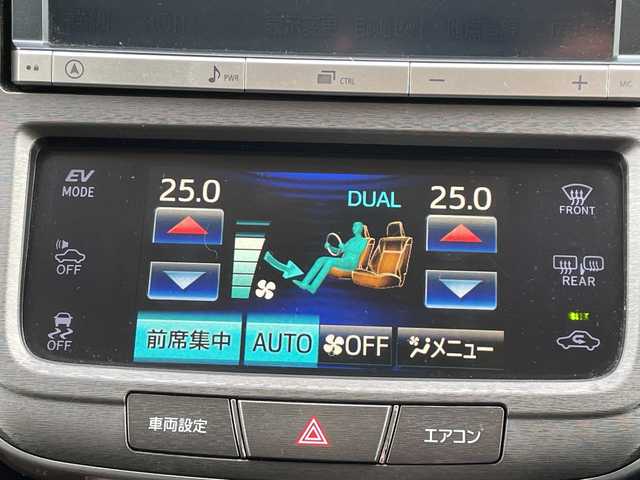 PWR
CTRL
MIC
EV
MODE
25.0
DUAL
25.0
FRONT
OFF
REAR
OFF
前席集中
AUTO
OFF
メニュー
車両設定
エアコン